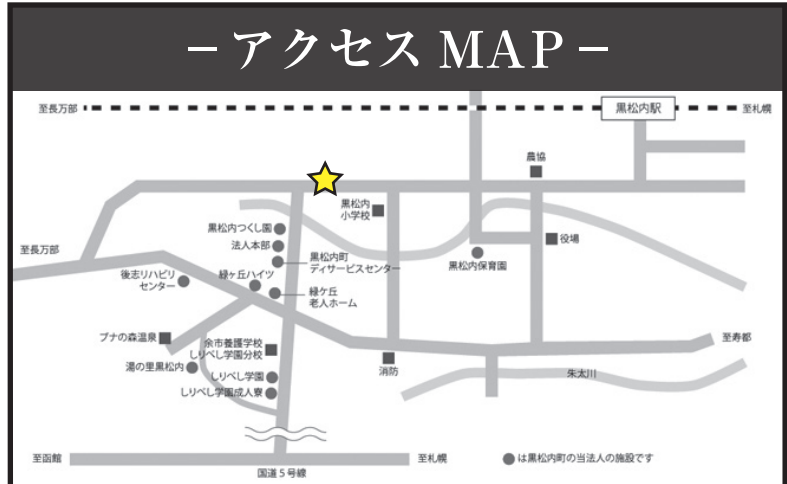 −アクセス MAP−
至長万部
黒松内駅
至札幌
農協
黒松内
小学校
黒松内つくし園
法人本部
役場
至長万部
黒松内町
デイサービスセンター
黒松内保育園
後志リハビリ
センター
緑ヶ丘ハイツ
緑ケ丘
老人ホーム
ブナの森温泉
余市養護学校
しりべし学園分校
至寿都
湯の里黒松内
消防
しりべし学園
朱太川
しりべし学園成人寮
至函館
至札幌
●は黒松内町の当法人の施設です
国道5号線